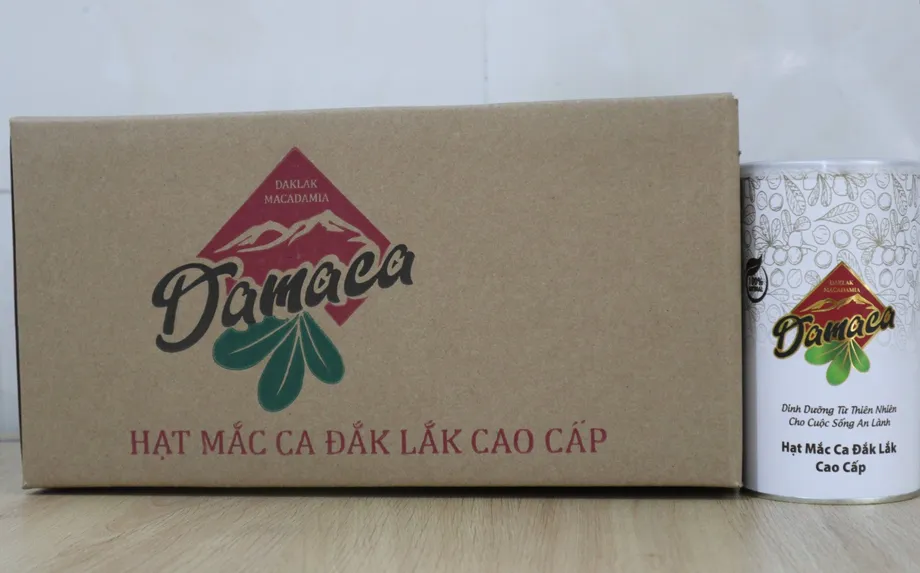 DAKLAK
MACADAMIA
Damaca
HẠT MẮC CA ĐẮK LẮK CAO CẤP
100%
DAKLAK
MACADAMIA
Damaca
Dinh Dưỡng Từ Thiên Nhiên
Cho Cuộc Sống An Lành
Hạt Mắc Ca Đắk Lắk
Cao Cấp